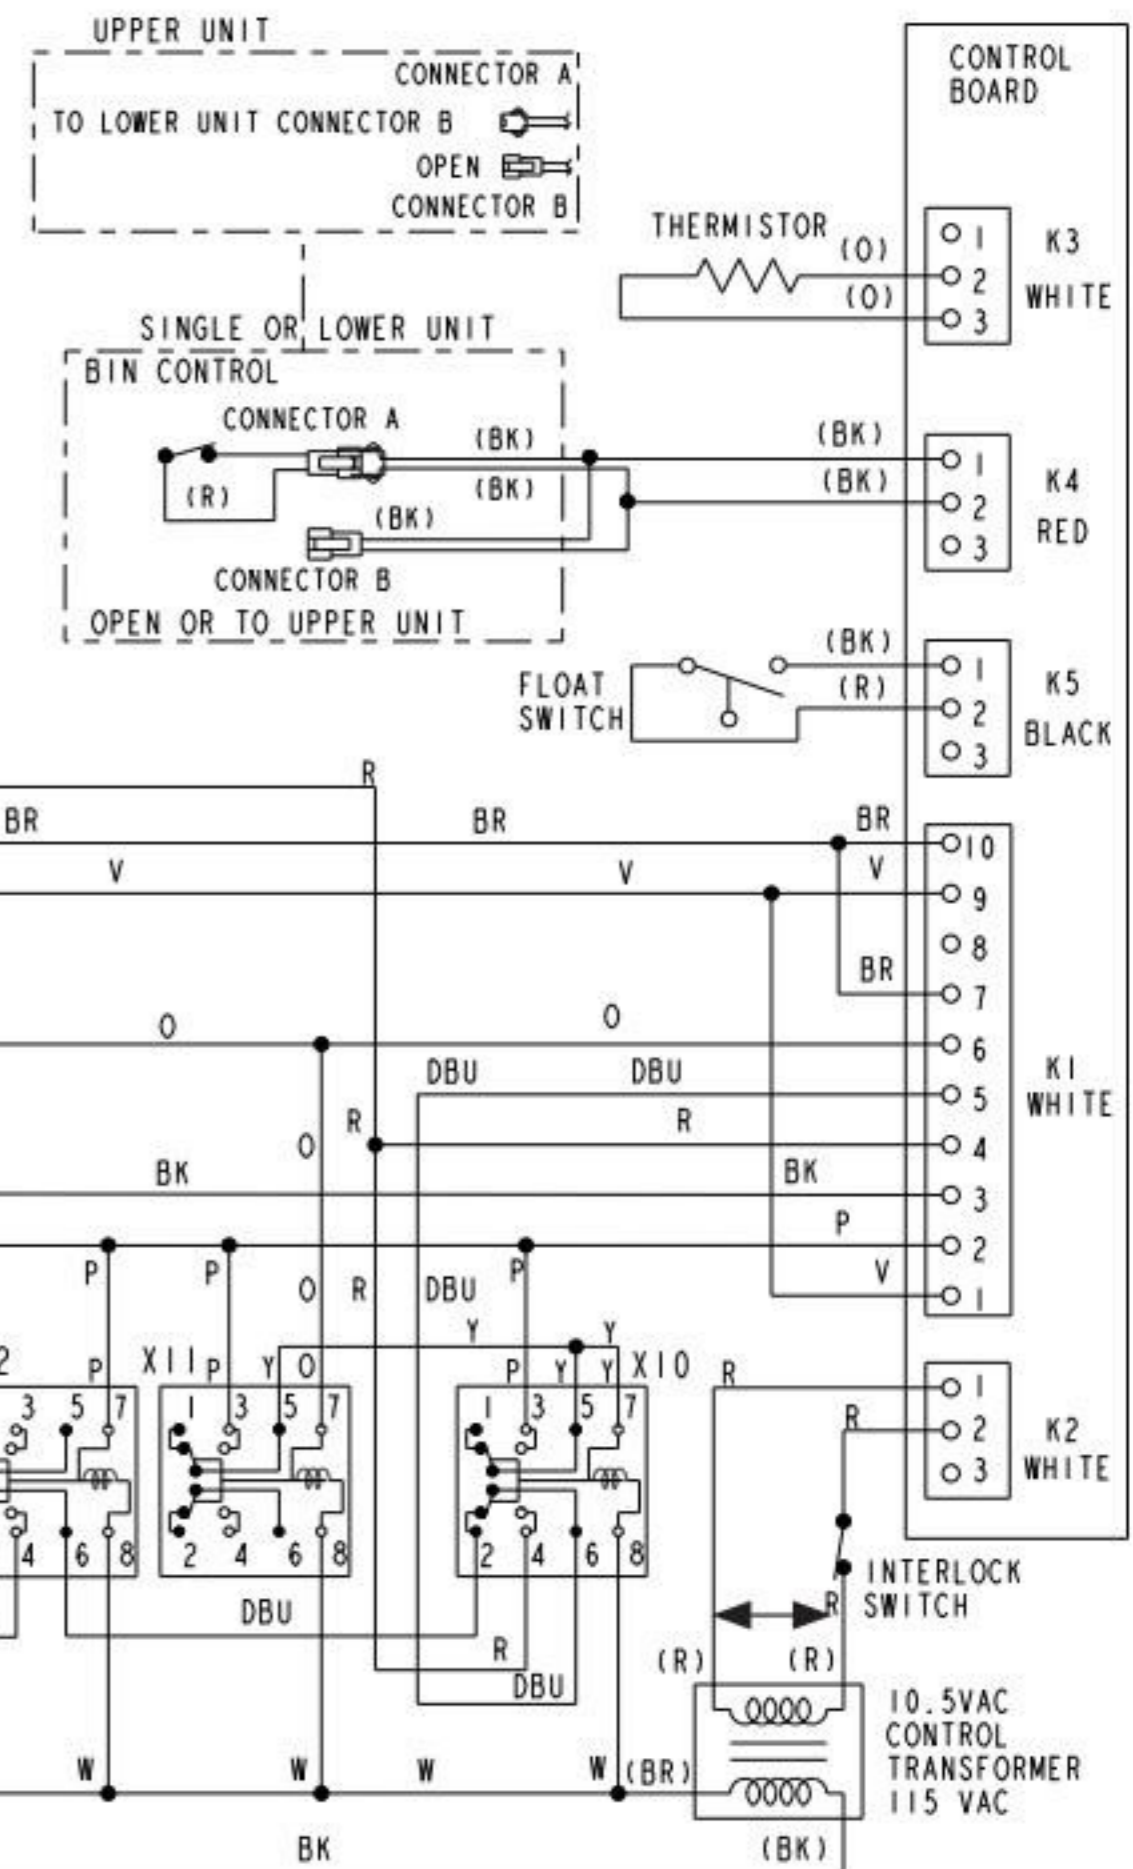 UPPER UNIT
CONNECTOR A
TO LOWER UNIT CONNECTOR B
OPEN
CONNECTOR B
CONTROL
BOARD
THERMISTOR
(O)
(O)
1
2
3
K3
WHITE
SINGLE OR LOWER UNIT
BIN CONTROL
CONNECTOR A
(R)
(BK)
(BK)
(BK)
CONNECTOR B
OPEN OR TO UPPER UNIT
(BK)
(BK)
1
2
3
K4
RED
FLOAT
SWITCH
(BK)
(R)
1
2
3
K5
BLACK
R
BR
BR
BR
10
V
V
V
9
8
BR
7
O
O
6
DBU
DBU
5
K1
WHITE
R
R
4
O
BK
BK
3
P
2
V
1
P
P
O
R
DBU
P
Y
Y
2
P
X11
P
Y
O
P
Y
Y
X10
3
5
7
4
6
8
1
3
5
7
2
4
6
8
1
3
5
7
2
4
6
8
R
1
R
2
3
K2
WHITE
INTERLOCK
SWITCH
R
DBU
R
DBU
(R)
(R)
10.5VAC
CONTROL
TRANSFORMER
115 VAC
W
W
W
W
(BR)
BK
(BK)